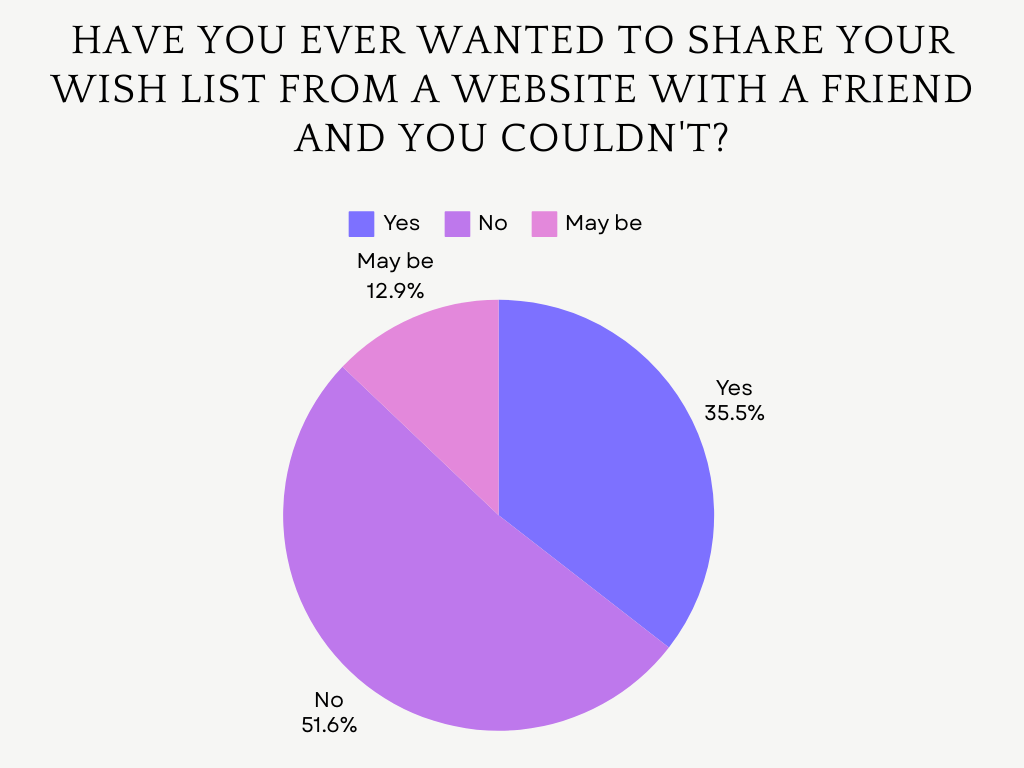 HAVE YOU EVER WANTED TO SHARE YOUR
WISH LIST FROM A WEBSITE WITH A FRIEND
AND YOU COULDN'T?
Yes No May be
May be
12.9%
Yes
35.5%
No
51.6%